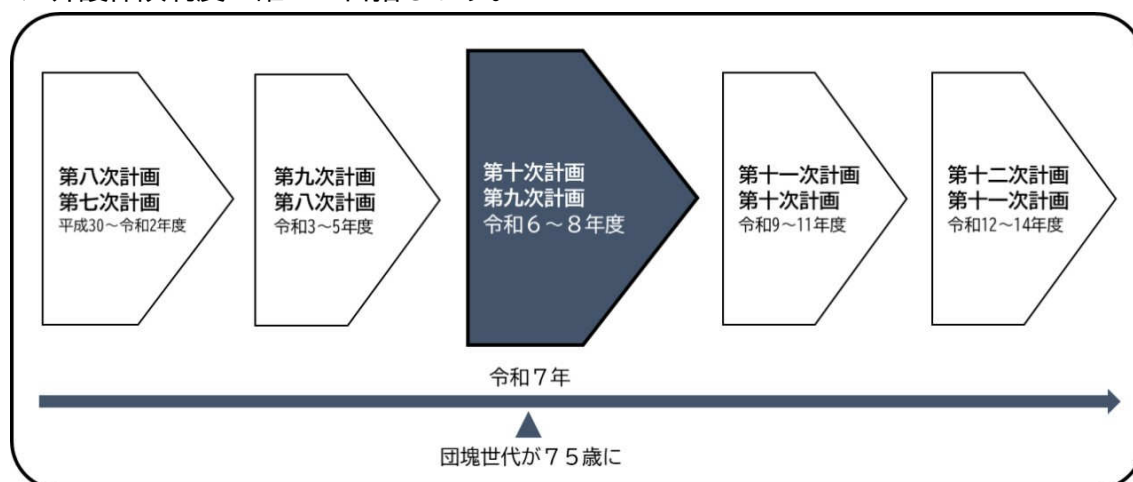 第八次計画
第七次計画
平成30～令和2年度
第九次計画
第八次計画
令和3～5年度
第十次計画
第九次計画
令和６～８年度
第十一次計画
第十次計画
令和9～11年度
第十二次計画
第十一次計画
令和12～14年度
令和７年
団塊世代が７５歳に